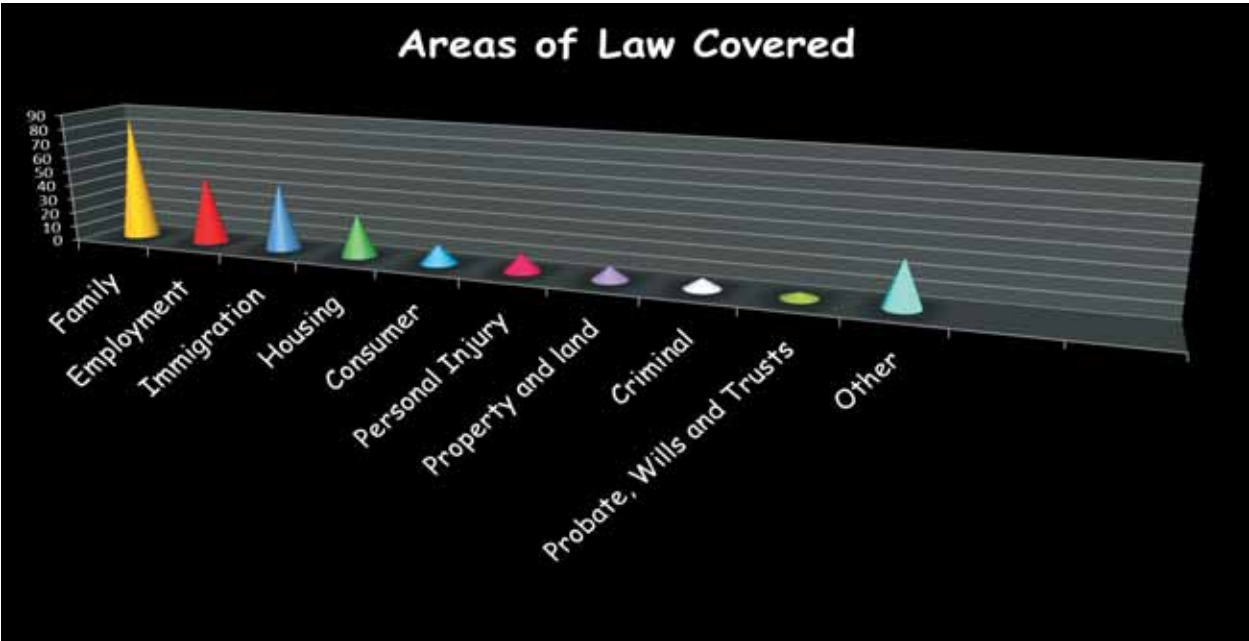 Areas of Law Covered
90
80
70
60
50
40
30
20
10
0
Family
Employment
Immigration
Housing
Consumer
Personal Injury
Property and land
Criminal
Probate, Wills and Trusts
Other